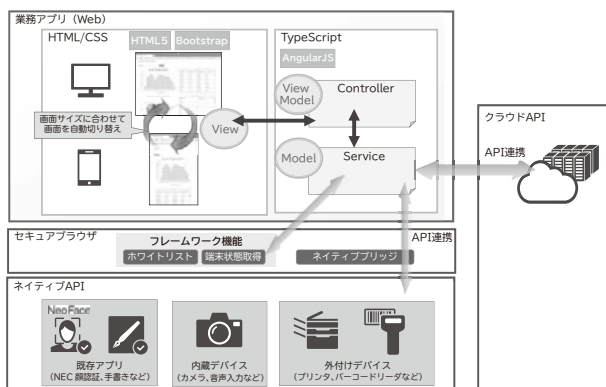 業務アプリ（Web）
HTML/CSS
HTML5
Bootstrap
画面サイズに合わせて
画面を自動切り替え
View
TypeScript
AngularJS
View
Model
Controller
Model
Service
クラウドAPI
API連携
セキュアブラウザ
フレームワーク機能
ホワイトリスト
端末状態取得
ネイティブブリッジ
API連携
ネイティブAPI
NeoFace
既存アプリ
（NEC 顔認証、手書きなど）
内蔵デバイス
（カメラ、音声入力など）
外付けデバイス
（プリンタ、バーコードリーダなど）